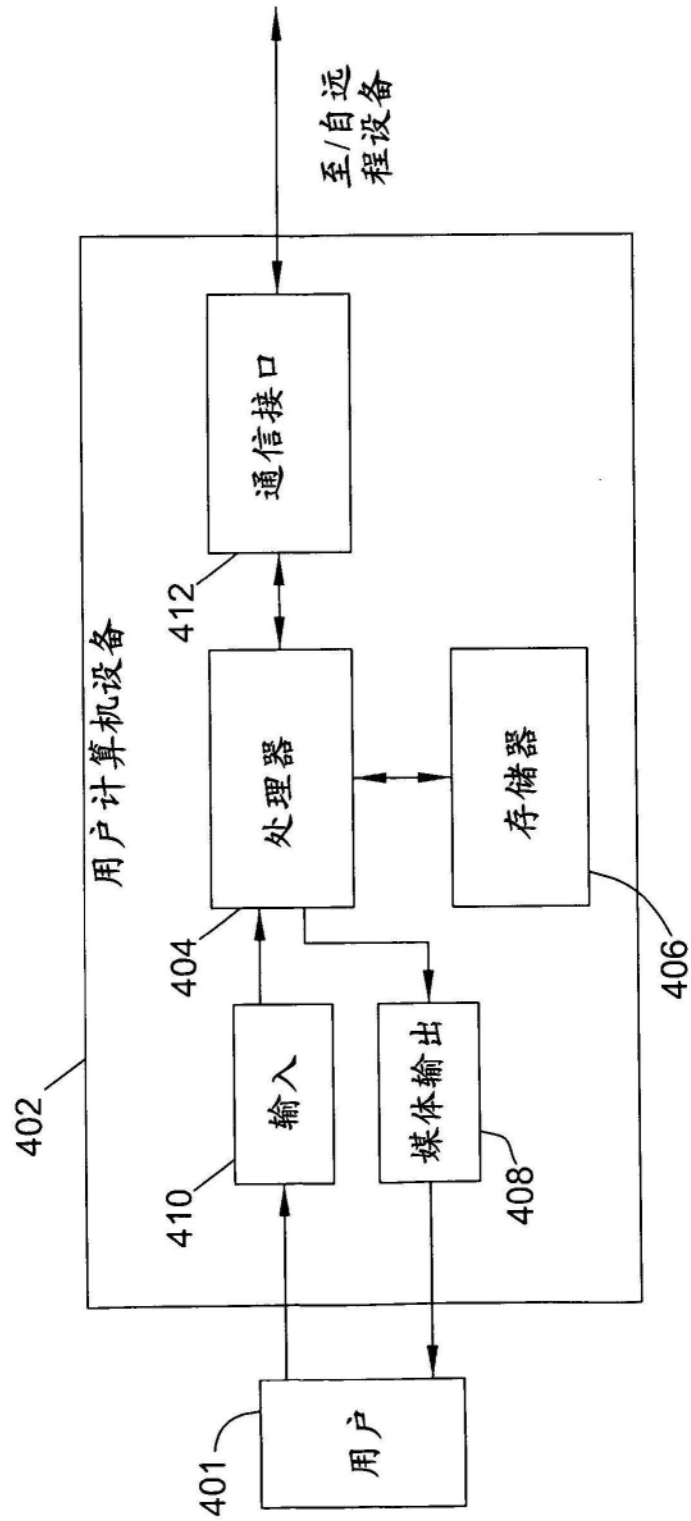 402
用户计算机设备
401
用户
410
输入
404
处理器
412
通信接口
至/自远
程设备
媒体输出
408
存储器
406